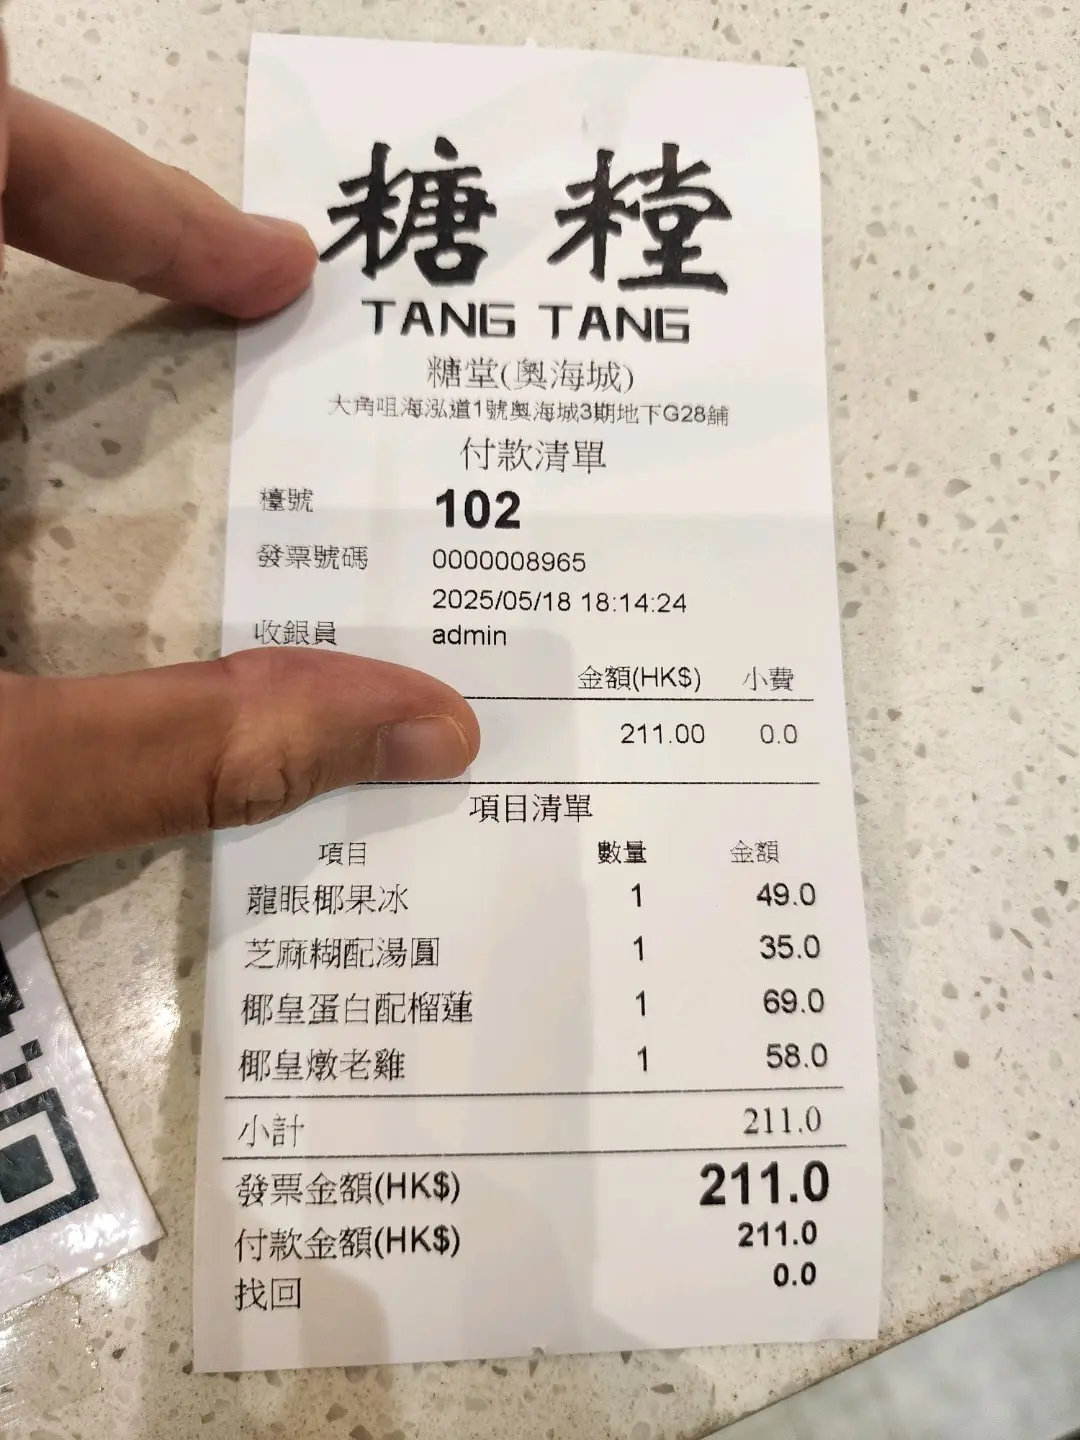 糖 糛
TANG TANG
糖堂(奧海城)
大角咀海泓道1號奧海城3期地下G28舖
付款清單
檯號 102
發票號碼 0000008965
2025/05/18 18:14:24
收銀員 admin
金額(HK$) 小費
211.00 0.0
項目清單
項目 數量 金額
龍眼椰果冰 1 49.0
芝麻糊配湯圓 1 35.0
椰皇蛋白配榴蓮 1 69.0
椰皇燉老雞 1 58.0
小計 211.0
發票金額(HK$) 211.0
付款金額(HK$) 211.0
找回 0.0